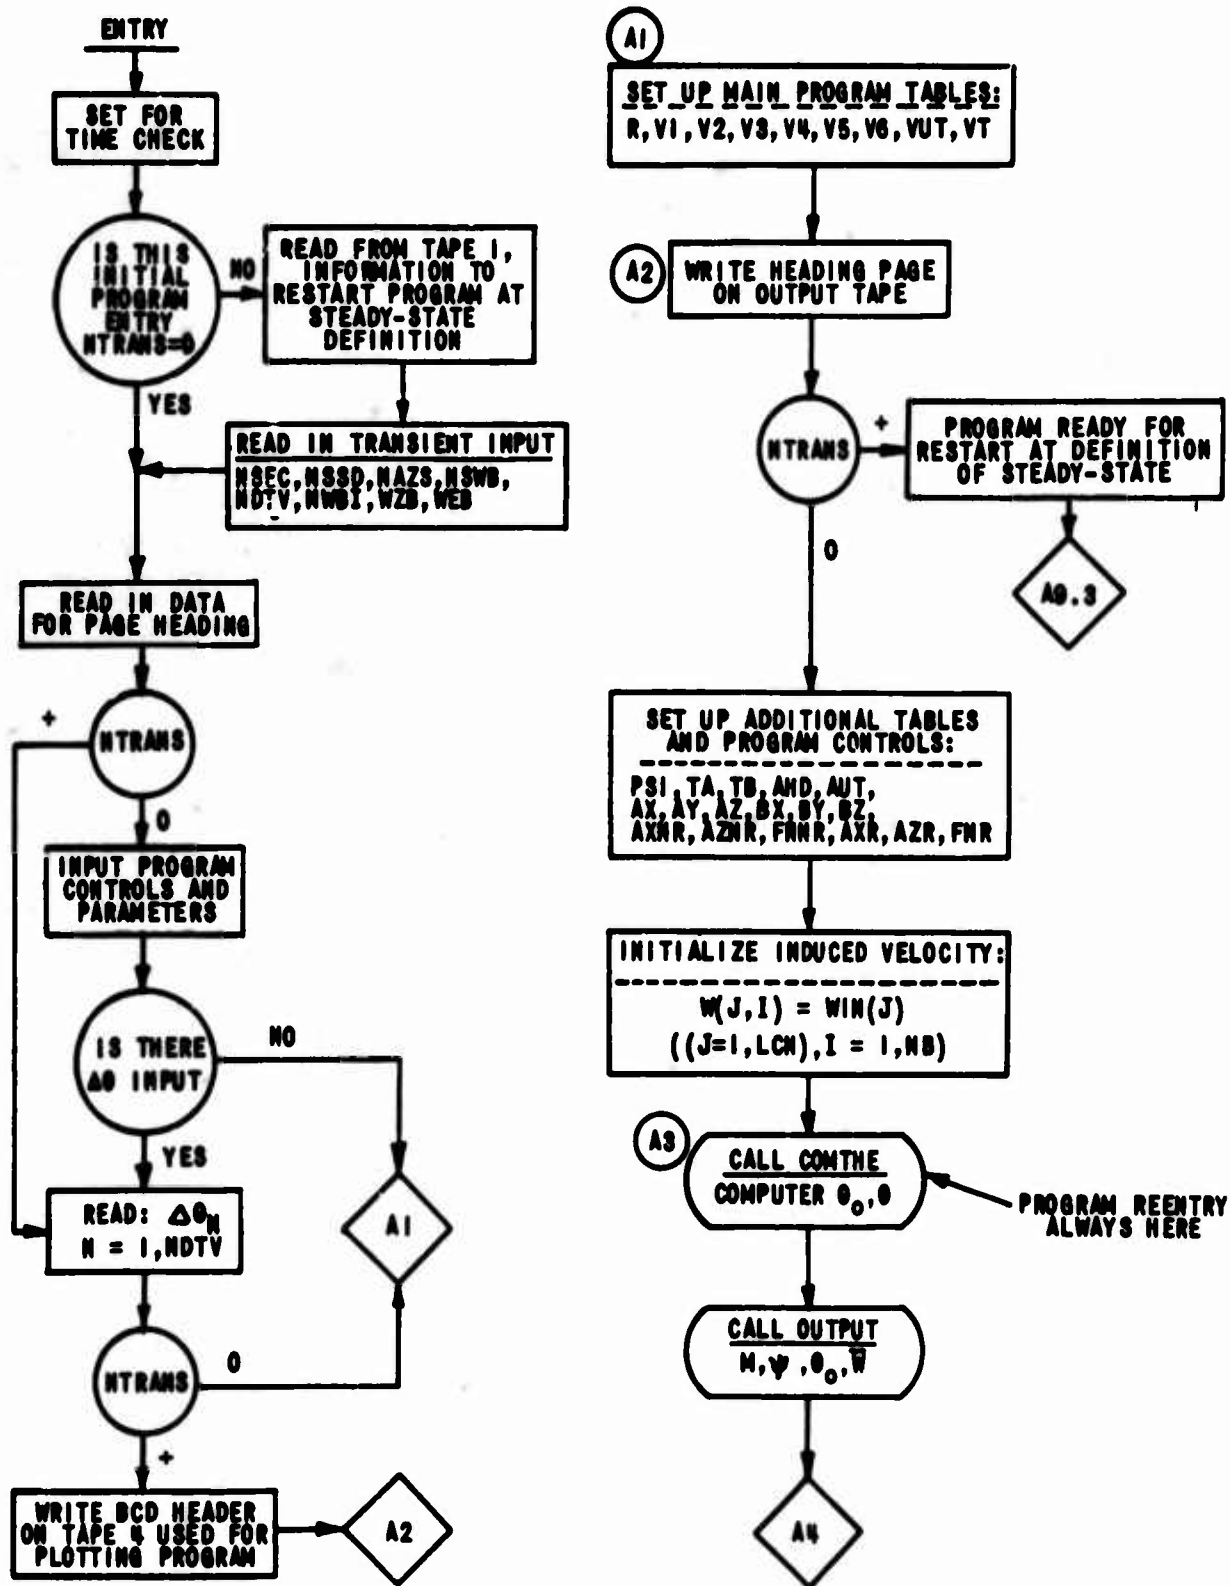 ENTRY
SET FOR
TIME CHECK
IS THIS
INITIAL
PROGRAM
ENTRY
NTRANS=0
NO
READ FROM TAPE 1,
INFORMATION TO
RESTART PROGRAM AT
STEADY-STATE
DEFINITION
YES
READ IN TRANSIENT INPUT
NSEC, NSSD, NAZS, NSWB,
NDTV, NWBI, WZB, WEB
READ IN DATA
FOR PAGE HEADING
+
NTRANS
0
INPUT PROGRAM
CONTROLS AND
PARAMETERS
IS THERE
Δθ INPUT
NO
YES
READ: Δθ_N
N = 1, NDTV
A1
NTRANS
0
+
WRITE BCD HEADER
ON TAPE 4 USED FOR
PLOTTING PROGRAM
A2
A1
SET UP MAIN PROGRAM TABLES:
R, V1, V2, V3, V4, V5, V6, VUT, VT
A2
WRITE HEADING PAGE
ON OUTPUT TAPE
NTRANS
+
PROGRAM READY FOR
RESTART AT DEFINITION
OF STEADY-STATE
A9.3
0
SET UP ADDITIONAL TABLES
AND PROGRAM CONTROLS:
PSI, TA, TB, AHD, AUT,
AX, AY, AZ, BX, BY, BZ,
AXNR, AZNR, FNNR, AXR, AZR, FNR
INITIALIZE INDUCED VELOCITY:
W(J,I) = WIN(J)
((J=1,LCN),I = 1,NB)
A3
CALL COMTHE
COMPUTER θ₀, θ
PROGRAM REENTRY
ALWAYS HERE
CALL OUTPUT
M, ψ, θ₀, W̅
A4